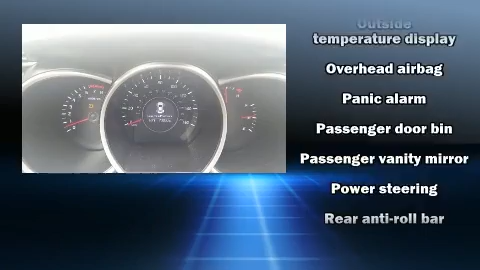 Outside
temperature display
Overhead airbag
Panic alarm
Passenger door bin
Passenger vanity mirror
Power steering
Rear anti-roll bar